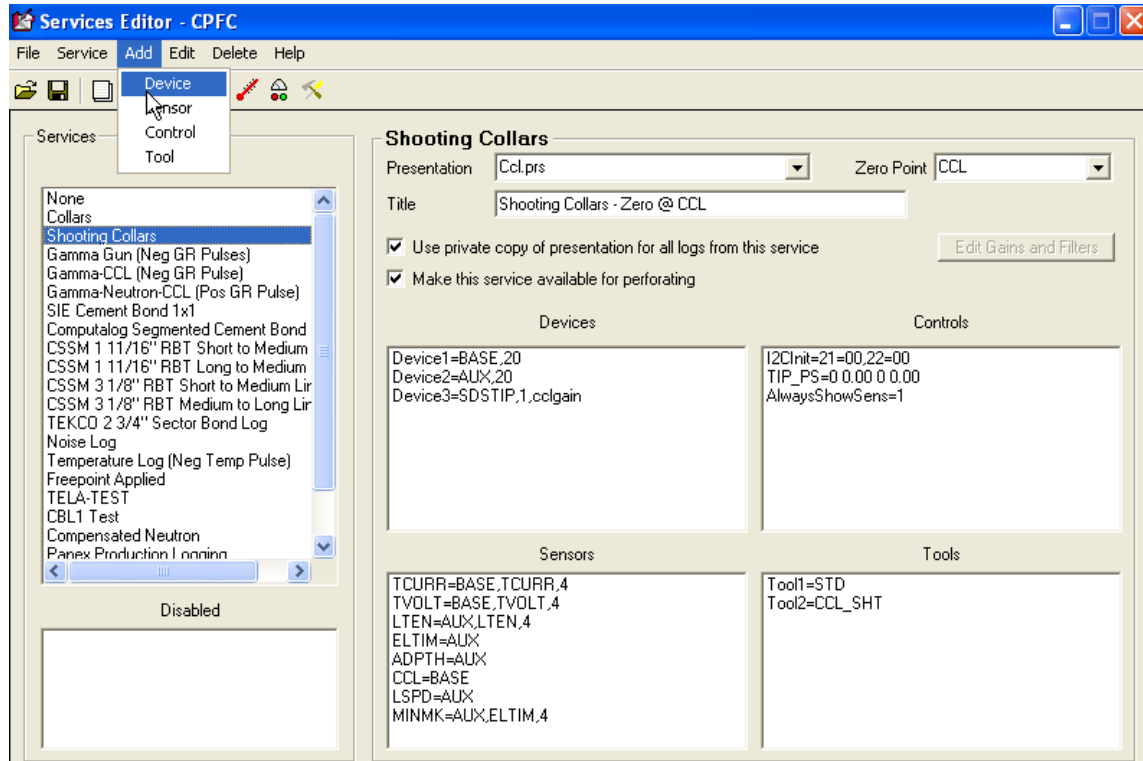 Services Editor - CPFC
File Service Add Edit Delete Help
Device
Sensor
Control
Tool
Services
None
Collars
Shooting Collars
Gamma Gun (Neg GR Pulses)
Gamma-CCL (Neg GR Pulse)
Gamma-Neutron-CCL (Pos GR Pulse)
SIE Cement Bond 1x1
Computalog Segmented Cement Bond
CSSM 1 11/16" RBT Short to Medium
CSSM 1 11/16" RBT Long to Medium
CSSM 3 1/8" RBT Short to Medium Lir
CSSM 3 1/8" RBT Medium to Long Lir
TEKCO 2 3/4" Sector Bond Log
Noise Log
Temperature Log (Neg Temp Pulse)
Freepoint Applied
TELA-TEST
CBL1 Test
Compensated Neutron
Panex Production Logging
Disabled
Shooting Collars
Presentation Ccl.prs Zero Point CCL
Title Shooting Collars - Zero @ CCL
Use private copy of presentation for all logs from this service
Edit Gains and Filters
Make this service available for perforating
Devices
Device1=BASE,20
Device2=AUX,20
Device3=SDSTIP,1,cclgain
Controls
I2CInit=21=00,22=00
TIP_PS=0 0.00 0 0.00
AlwaysShowSens=1
Sensors
TCURR=BASE,TCURR,4
TVOLT=BASE,TVOLT,4
LTEN=AUX,LTEN,4
ELTIM=AUX
ADPTH=AUX
CCL=BASE
LSPD=AUX
MINMK=AUX,ELTIM,4
Tools
Tool1=STD
Tool2=CCL_SHT